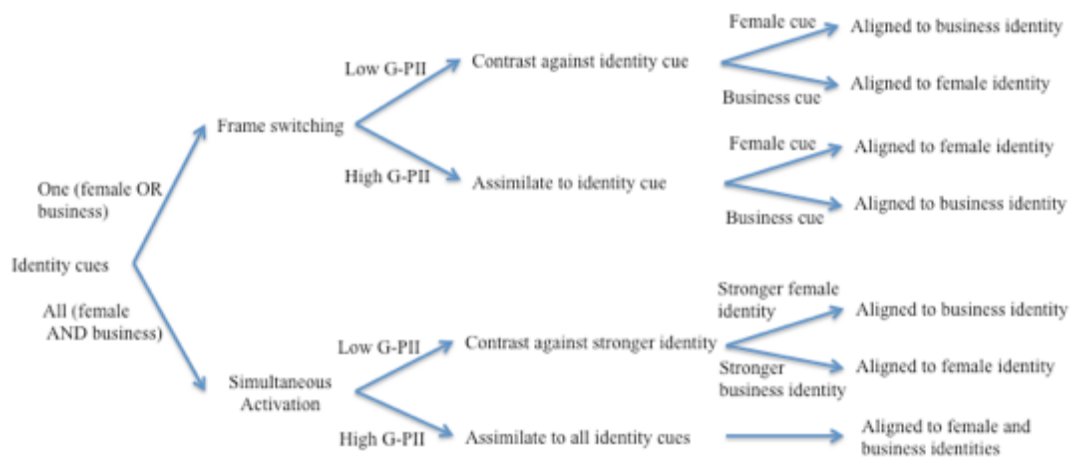 Female cue
Aligned to business identity
Low G-PII
Contrast against identity cue
Business cue
Aligned to female identity
Frame switching
Female cue
Aligned to female identity
High G-PII
Assimilate to identity cue
One (female OR
business)
Business cue
Aligned to business identity
Identity cues
All (female
AND business)
Stronger female
identity
Aligned to business identity
Low G-PII
Contrast against stronger identity
Stronger
business identity
Aligned to female identity
Simultaneous
Activation
High G-PII
Assimilate to all identity cues
Aligned to female and
business identities